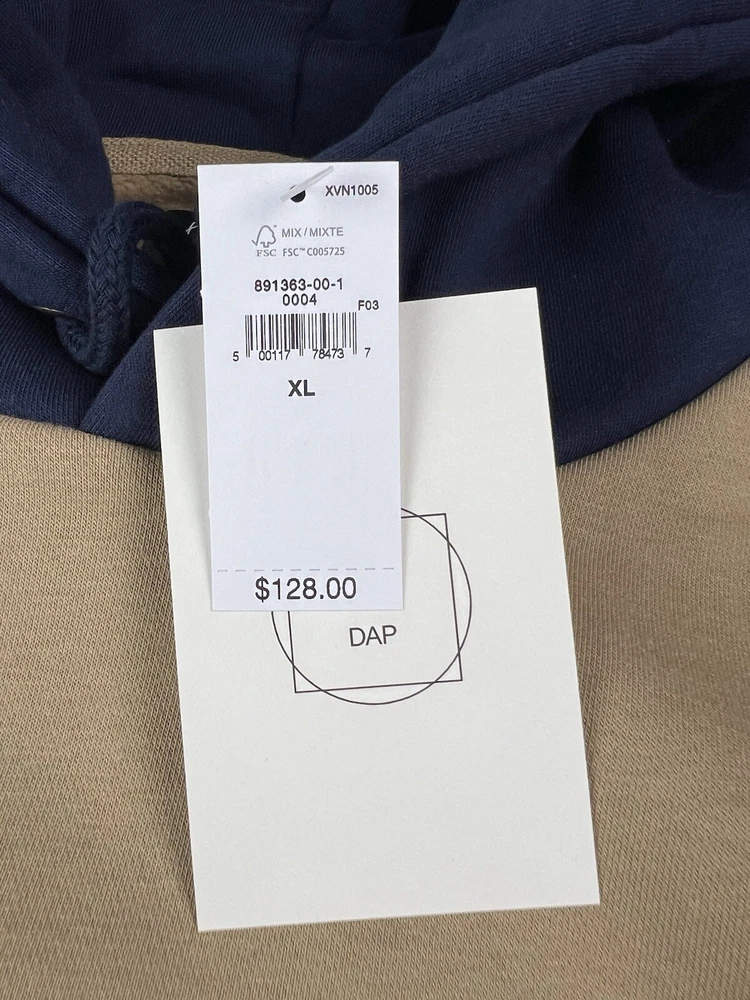 XVN1005
MIX / MIXTE
FSC
FSC™ C005725
891363-00-1
0004
F03
5 00117 78473 7
XL
$128.00
DAP